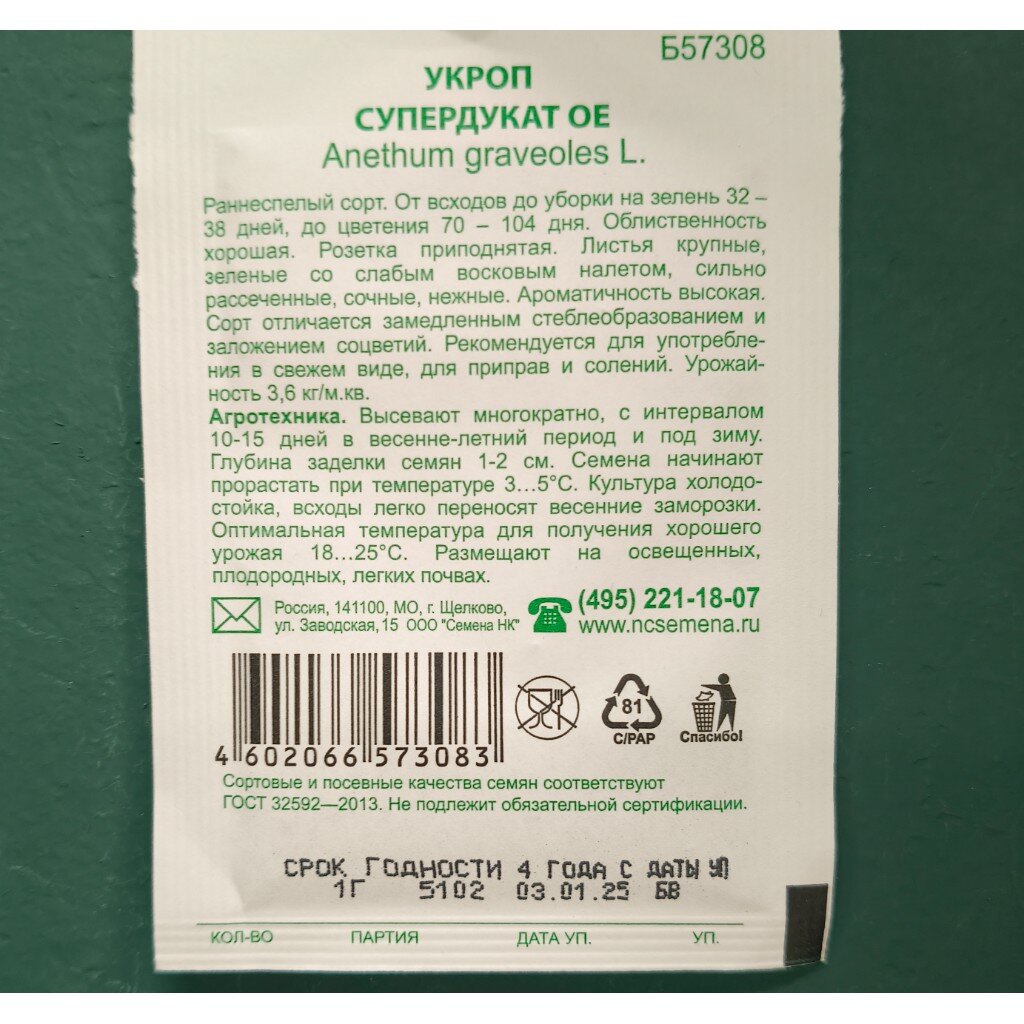 Б57308
УКРОП
СУПЕРДУКАТ ОЕ
Anethum graveoles L.
Раннеспелый сорт. От всходов до уборки на зелень 32 –
38 дней, до цветения 70 – 104 дня. Облиственность
хорошая. Розетка приподнятая. Листья крупные,
зеленые со слабым восковым налетом, сильно
рассеченные, сочные, нежные. Ароматичность высокая.
Сорт отличается замедленным стеблеобразованием и
заложением соцветий. Рекомендуется для употребле-
ния в свежем виде, для приправ и солений. Урожай-
ность 3,6 кг/м.кв.
Агротехника. Высевают многократно, с интервалом
10-15 дней в весенне-летний период и под зиму.
Глубина заделки семян 1-2 см. Семена начинают
прорастать при температуре 3...5°С. Культура холодо-
стойка, всходы легко переносят весенние заморозки.
Оптимальная температура для получения хорошего
урожая 18...25°С. Размещают на освещенных,
плодородных, легких почвах.
Россия, 141100, МО, г. Щелково,
ул. Заводская, 15 ООО "Семена НК"
(495) 221-18-07
www.ncsemena.ru
4 602066 573083
81
C/PAP
Спасибо!
Сортовые и посевные качества семян соответствуют
ГОСТ 32592—2013. Не подлежит обязательной сертификации.
СРОК ГОДНОСТИ 4 ГОДА С ДАТЫ УП
1Г 5102 03.01.25 БВ
КОЛ-ВО ПАРТИЯ ДАТА УП. УП.